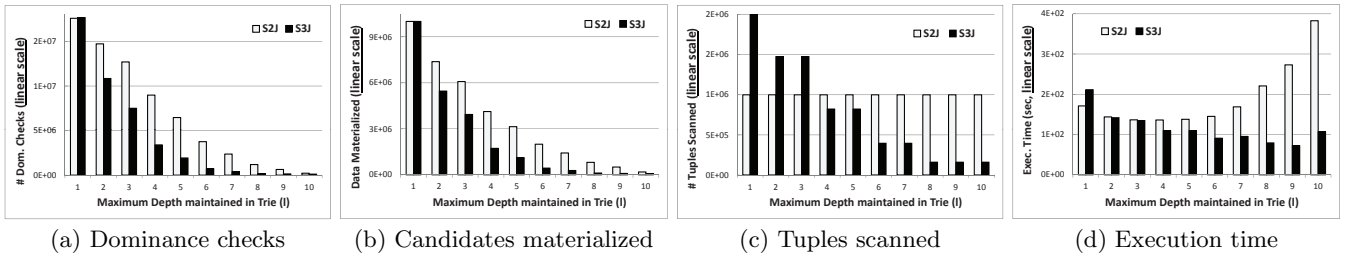 # Dom. Checks (linear scale)
2E+07
1E+07
5E+06
0E+00
S2J S3J
1 2 3 4 5 6 7 8 9 10
Maximum Depth maintained in Trie (l)
(a) Dominance checks
Data Materialized (linear scale)
9E+06
6E+06
3E+06
0E+00
S2J S3J
1 2 3 4 5 6 7 8 9 10
Maximum Depth maintained in Trie (l)
(b) Candidates materialized
# Tuples Scanned (linear scale)
2E+06
2E+06
1E+06
5E+05
0E+00
S2J S3J
1 2 3 4 5 6 7 8 9 10
Maximum Depth maintained in Trie (l)
(c) Tuples scanned
Exec. Time (sec, linear scale)
4E+02
3E+02
2E+02
1E+02
0E+00
S2J S3J
1 2 3 4 5 6 7 8 9 10
Maximum Depth maintained in Trie (l)
(d) Execution time